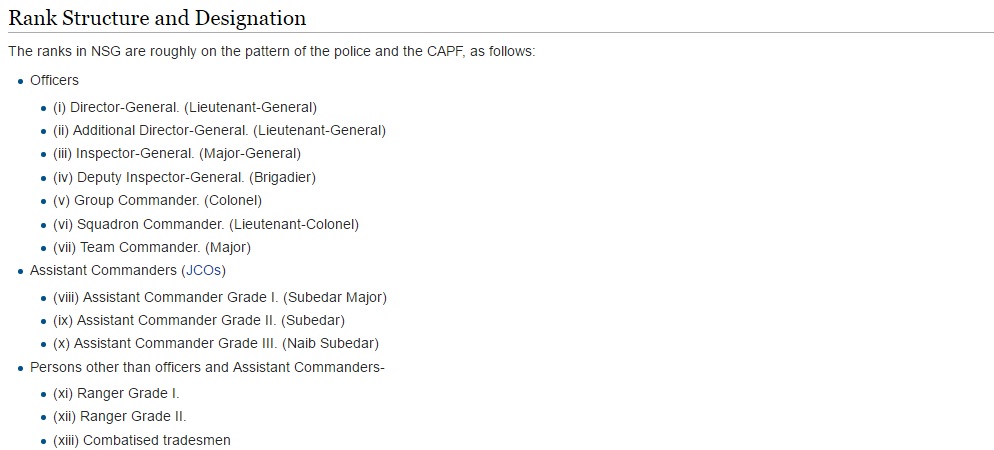 Rank Structure and Designation
The ranks in NSG are roughly on the pattern of the police and the CAPF, as follows:
Officers
(i) Director-General. (Lieutenant-General)
(ii) Additional Director-General. (Lieutenant-General)
(iii) Inspector-General. (Major-General)
(iv) Deputy Inspector-General. (Brigadier)
(v) Group Commander. (Colonel)
(vi) Squadron Commander. (Lieutenant-Colonel)
(vii) Team Commander. (Major)
Assistant Commanders (JCOs)
(viii) Assistant Commander Grade I. (Subedar Major)
(ix) Assistant Commander Grade II. (Subedar)
(x) Assistant Commander Grade III. (Naib Subedar)
Persons other than officers and Assistant Commanders-
(xi) Ranger Grade I.
(xii) Ranger Grade II.
(xiii) Combatised tradesmen